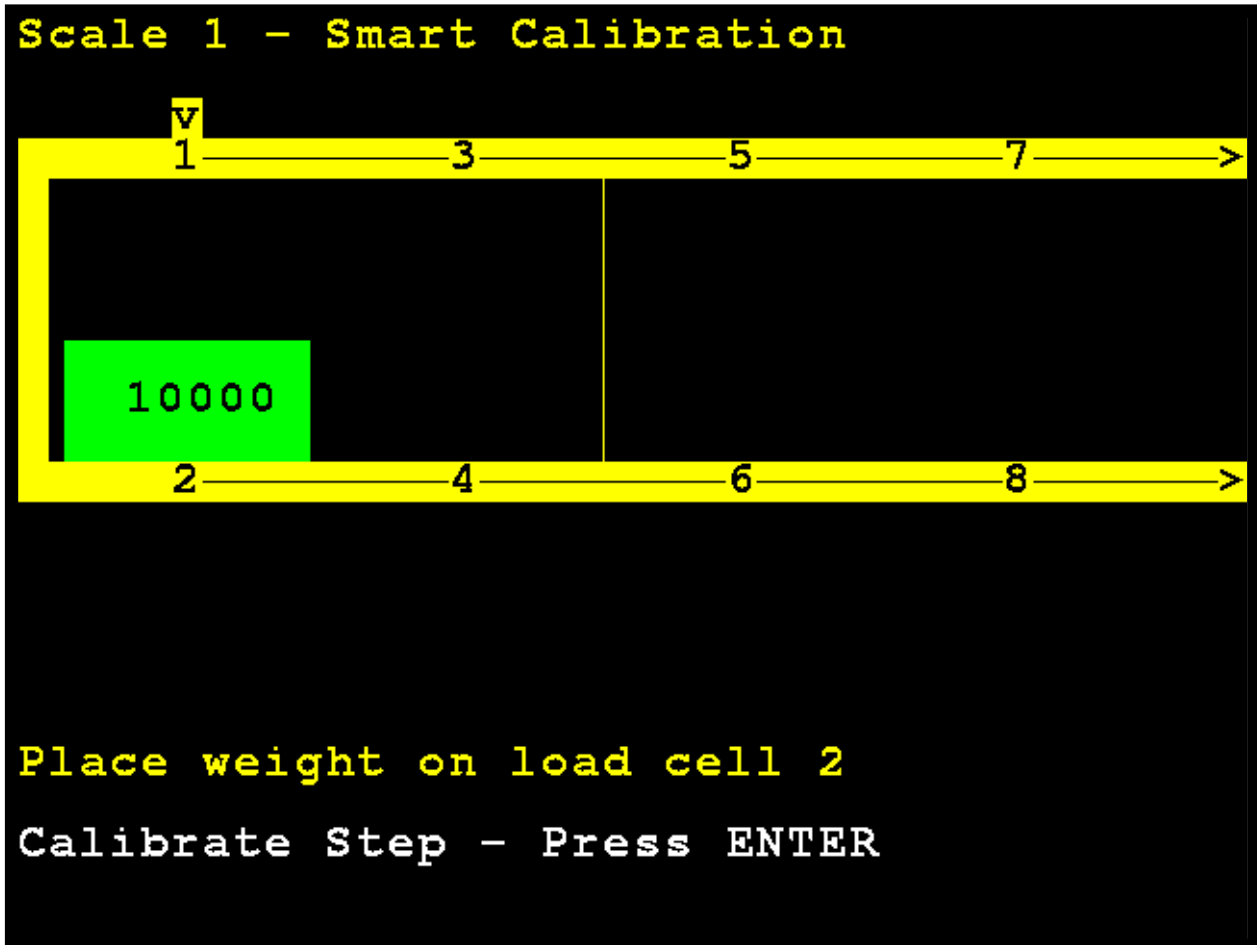 Scale 1 - Smart Calibration
v
1 3 5 7 >
10000
2 4 6 8 >
Place weight on load cell 2
Calibrate Step - Press ENTER